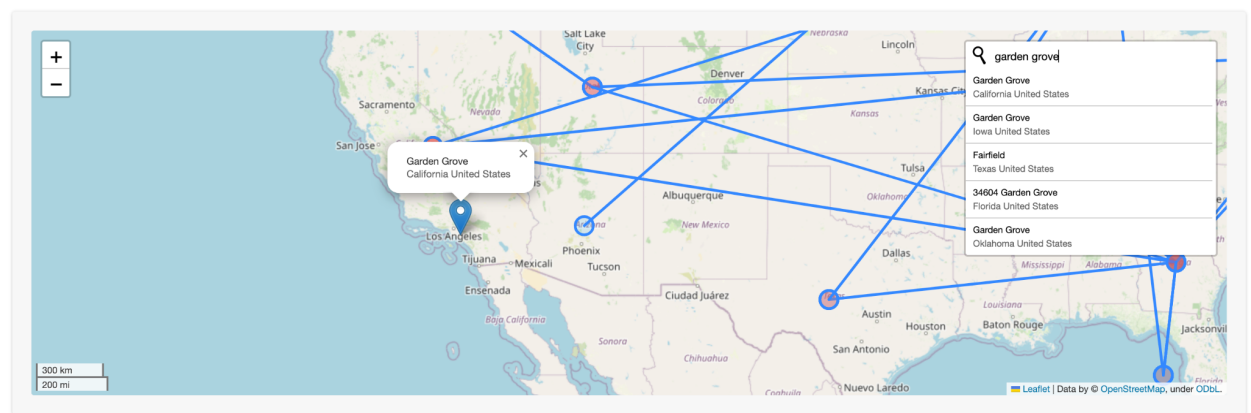 +
−
garden grove
Garden Grove
California United States
Garden Grove
Iowa United States
Fairfield
Texas United States
34604 Garden Grove
Florida United States
Garden Grove
Oklahoma United States
Salt Lake
City
Nebraska
Lincoln
Denver
Colorado
Kansas City
Sacramento
Nevada
Kansas
San Jose
Garden Grove
California United States
×
Tulsa
Albuquerque
Oklahoma
Arizona
New Mexico
Los Angeles
Phoenix
Dallas
Tijuana
Mexicali
Tucson
Mississippi
Alabama
Ensenada
Ciudad Juárez
Louisiana
Austin
Baja California
Houston
Baton Rouge
Jacksonvil
Sonora
San Antonio
Chihuahua
300 km
200 mi
Coahuila
Nuevo Laredo
Florida
Leaflet | Data by © OpenStreetMap, under ODbL.